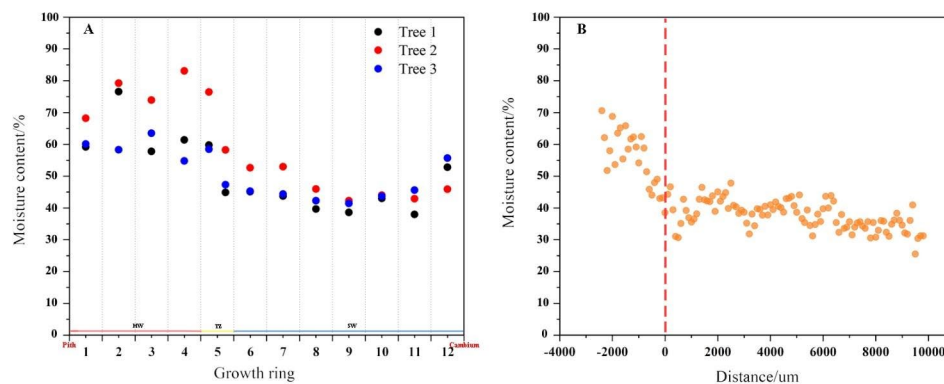 A
Tree 1
Tree 2
Tree 3
Moisture content/%
100
90
80
70
60
50
40
30
20
10
0
HW TZ SW
Pith
1 2 3 4 5 6 7 8 9 10 11 12
Cambium
Growth ring
B
Moisture content/%
100
90
80
70
60
50
40
30
20
10
0
-4000 -2000 0 2000 4000 6000 8000 10000
Distance/um